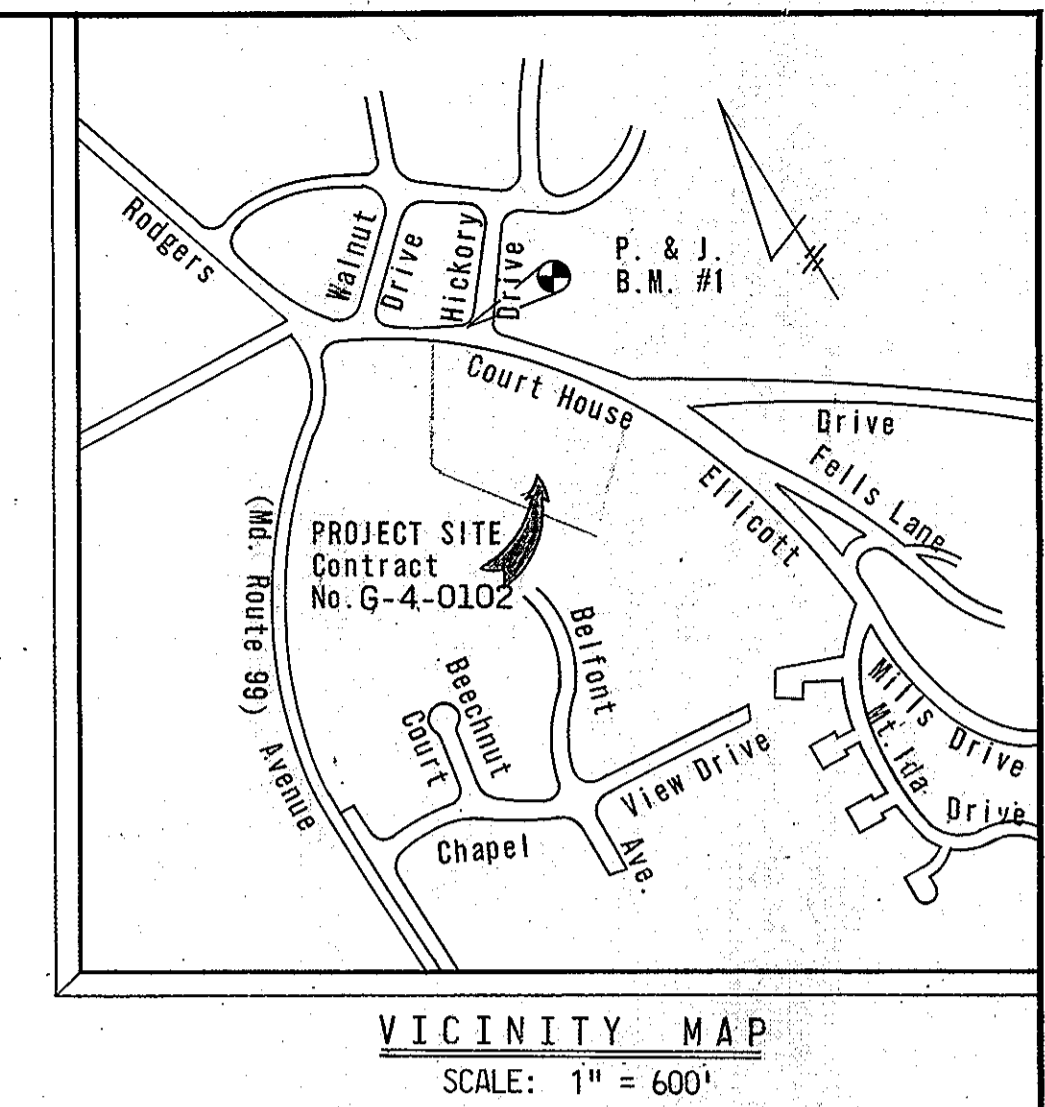 Rodgers
Walnut
Drive
Hickory
Drive
P. & J.
B.M. #1
Court House
Drive
Fells Lane
Ellicott
PROJECT SITE
Contract
No. G-4-0102
(Md. Route 99)
Avenue
Belfont
Beechnut
Court
Mills Drive
Mt. Ida
Drive
View Drive
Chapel
Ave.
VICINITY MAP
SCALE: 1" = 600'